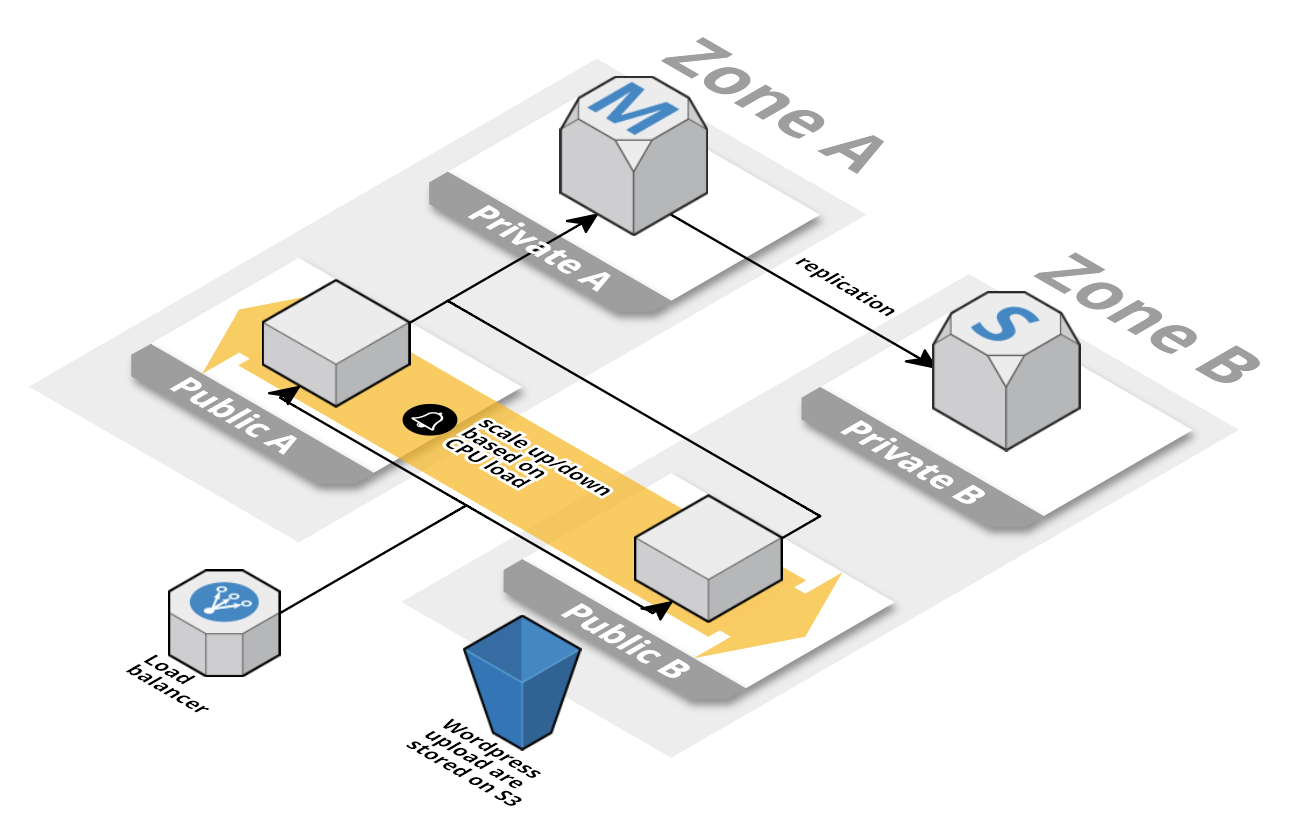 Zone A
M
Private A
replication
Zone B
S
Private B
Public A
scale up/down
based on
CPU load
Public B
Load
balancer
Wordpress
upload are
stored on S3